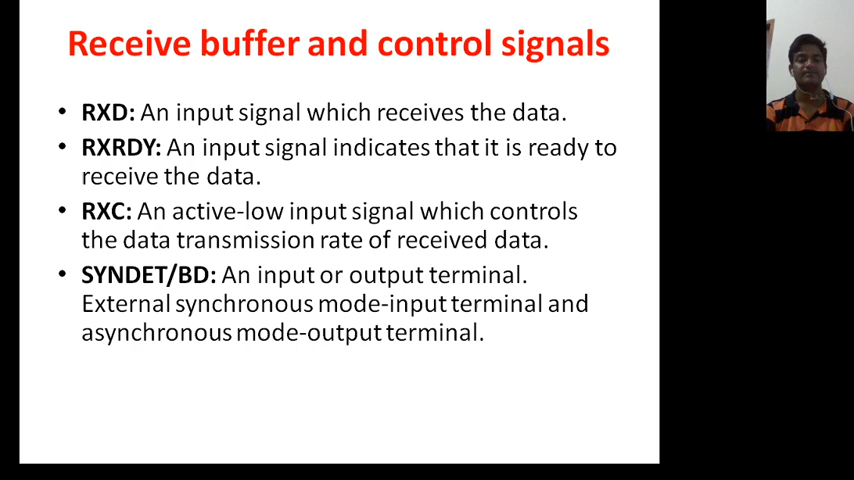 Receive buffer and control signals
• RXD: An input signal which receives the data.
• RXRDY: An input signal indicates that it is ready to
receive the data.
• RXC: An active-low input signal which controls
the data transmission rate of received data.
• SYNDET/BD: An input or output terminal.
External synchronous mode-input terminal and
asynchronous mode-output terminal.